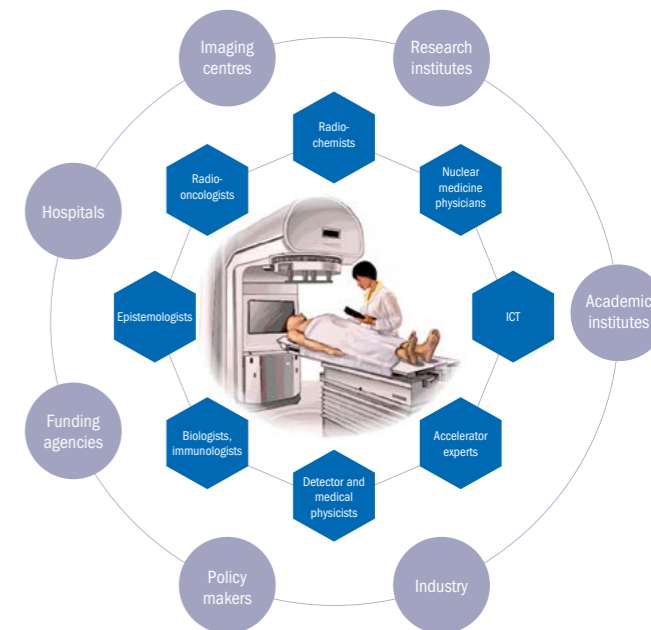 Imaging
centres
Research
institutes
Radio-
chemists
Radio-
oncologists
Nuclear
medicine
physicians
Hospitals
Epistemologists
ICT
Academic
institutes
Funding
agencies
Biologists,
immunologists
Accelerator
experts
Detector and
medical
physicists
Policy
makers
Industry